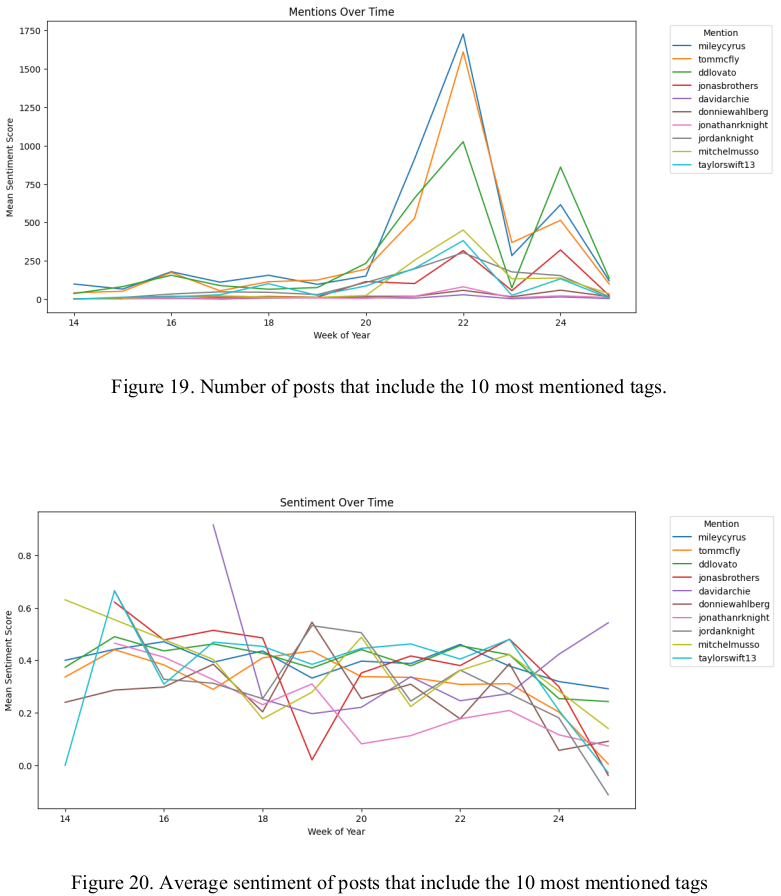 Mentions Over Time
1750
1500
1250
1000
750
500
250
0
Mean Sentiment Score
14
16
18
20
22
24
Week of Year
Mention
mileycyrus
tommcfly
ddlovato
jonasbrothers
davidarchie
donniewahlberg
jonathanrknight
jordanknight
mitchelmusso
taylorswift13
Figure 19. Number of posts that include the 10 most mentioned tags.
Sentiment Over Time
0.8
0.6
0.4
0.2
0.0
Mean Sentiment Score
14
16
18
20
22
24
Week of Year
Mention
mileycyrus
tommcfly
ddlovato
jonasbrothers
davidarchie
donniewahlberg
jonathanrknight
jordanknight
mitchelmusso
taylorswift13
Figure 20. Average sentiment of posts that include the 10 most mentioned tags